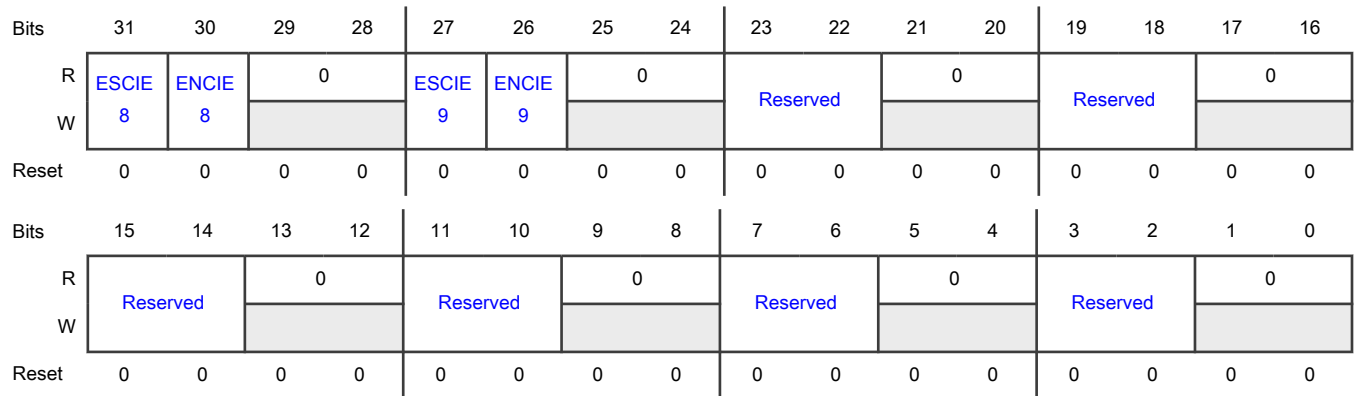 Bits 31 30 29 28 27 26 25 24 23 22 21 20 19 18 17 16
R ESCIE ENCIE 0 ESCIE ENCIE 0 Reserved 0 Reserved 0
W 8 8 9 9
Reset 0 0 0 0 0 0 0 0 0 0 0 0 0 0 0 0
Bits 15 14 13 12 11 10 9 8 7 6 5 4 3 2 1 0
R Reserved 0 Reserved 0 Reserved 0 Reserved 0
W
Reset 0 0 0 0 0 0 0 0 0 0 0 0 0 0 0 0